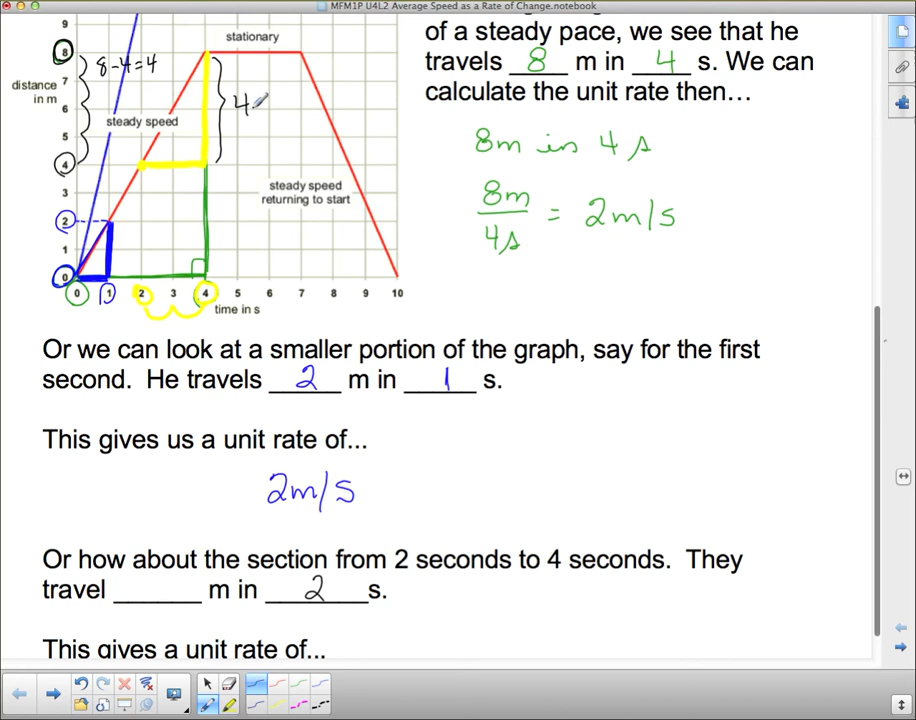 MFM1P U4L2 Average Speed as a Rate of Change.notebook
of a steady pace, we see that he
travels 8 m in 4 s. We can
calculate the unit rate then…
8m in 4 s
8m
4s
= 2m/s
9
8
distance 7
in m
6
5
4
3
2
1
0
8-4=4
4
stationary
steady speed
steady speed
returning to start
0 1 2 3 4 5 6 7 8 9 10
time in s
Or we can look at a smaller portion of the graph, say for the first
second. He travels 2 m in 1 s.
This gives us a unit rate of...
2m/s
Or how about the section from 2 seconds to 4 seconds. They
travel ______ m in 2 s.
This gives a unit rate of...